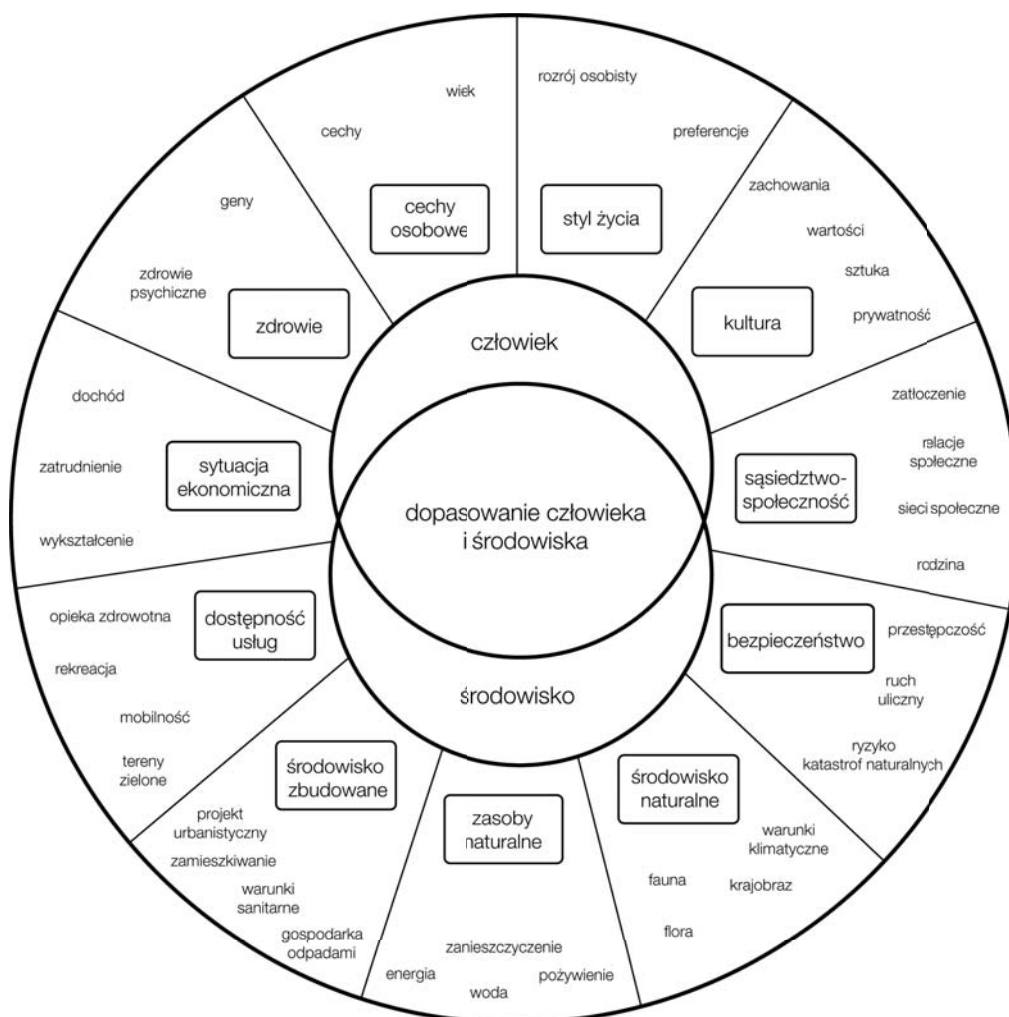 wiek
cechy
cechy
osobowe
rozrój osobisty
preferencje
styl życia
zachowania
wartości
sztuka
prywatność
kultura
zatłoczenie
relacje
społeczne
sieci społeczne
rodzina
sąsiedztwo-
społeczność
przestępczość
ruch
uliczny
ryzyko
katastrof naturalnych
bezpieczeństwo
środowisko
naturalne
warunki
klimatyczne
krajobraz
fauna
flora
zasoby
naturalne
zanieszczyczenie
energia
pożywienie
woda
środowisko
zbudowane
projekt
urbanistyczny
zamieszkiwanie
warunki
sanitarne
gospodarka
odpadami
dostępność
usług
opieka zdrowotna
rekreacja
mobilność
tereny
zielone
sytuacja
ekonomiczna
dochód
zatrudnienie
wykształcenie
geny
zdrowie
psychiczne
zdrowie
człowiek
dopasowanie człowieka
i środowiska
środowisko